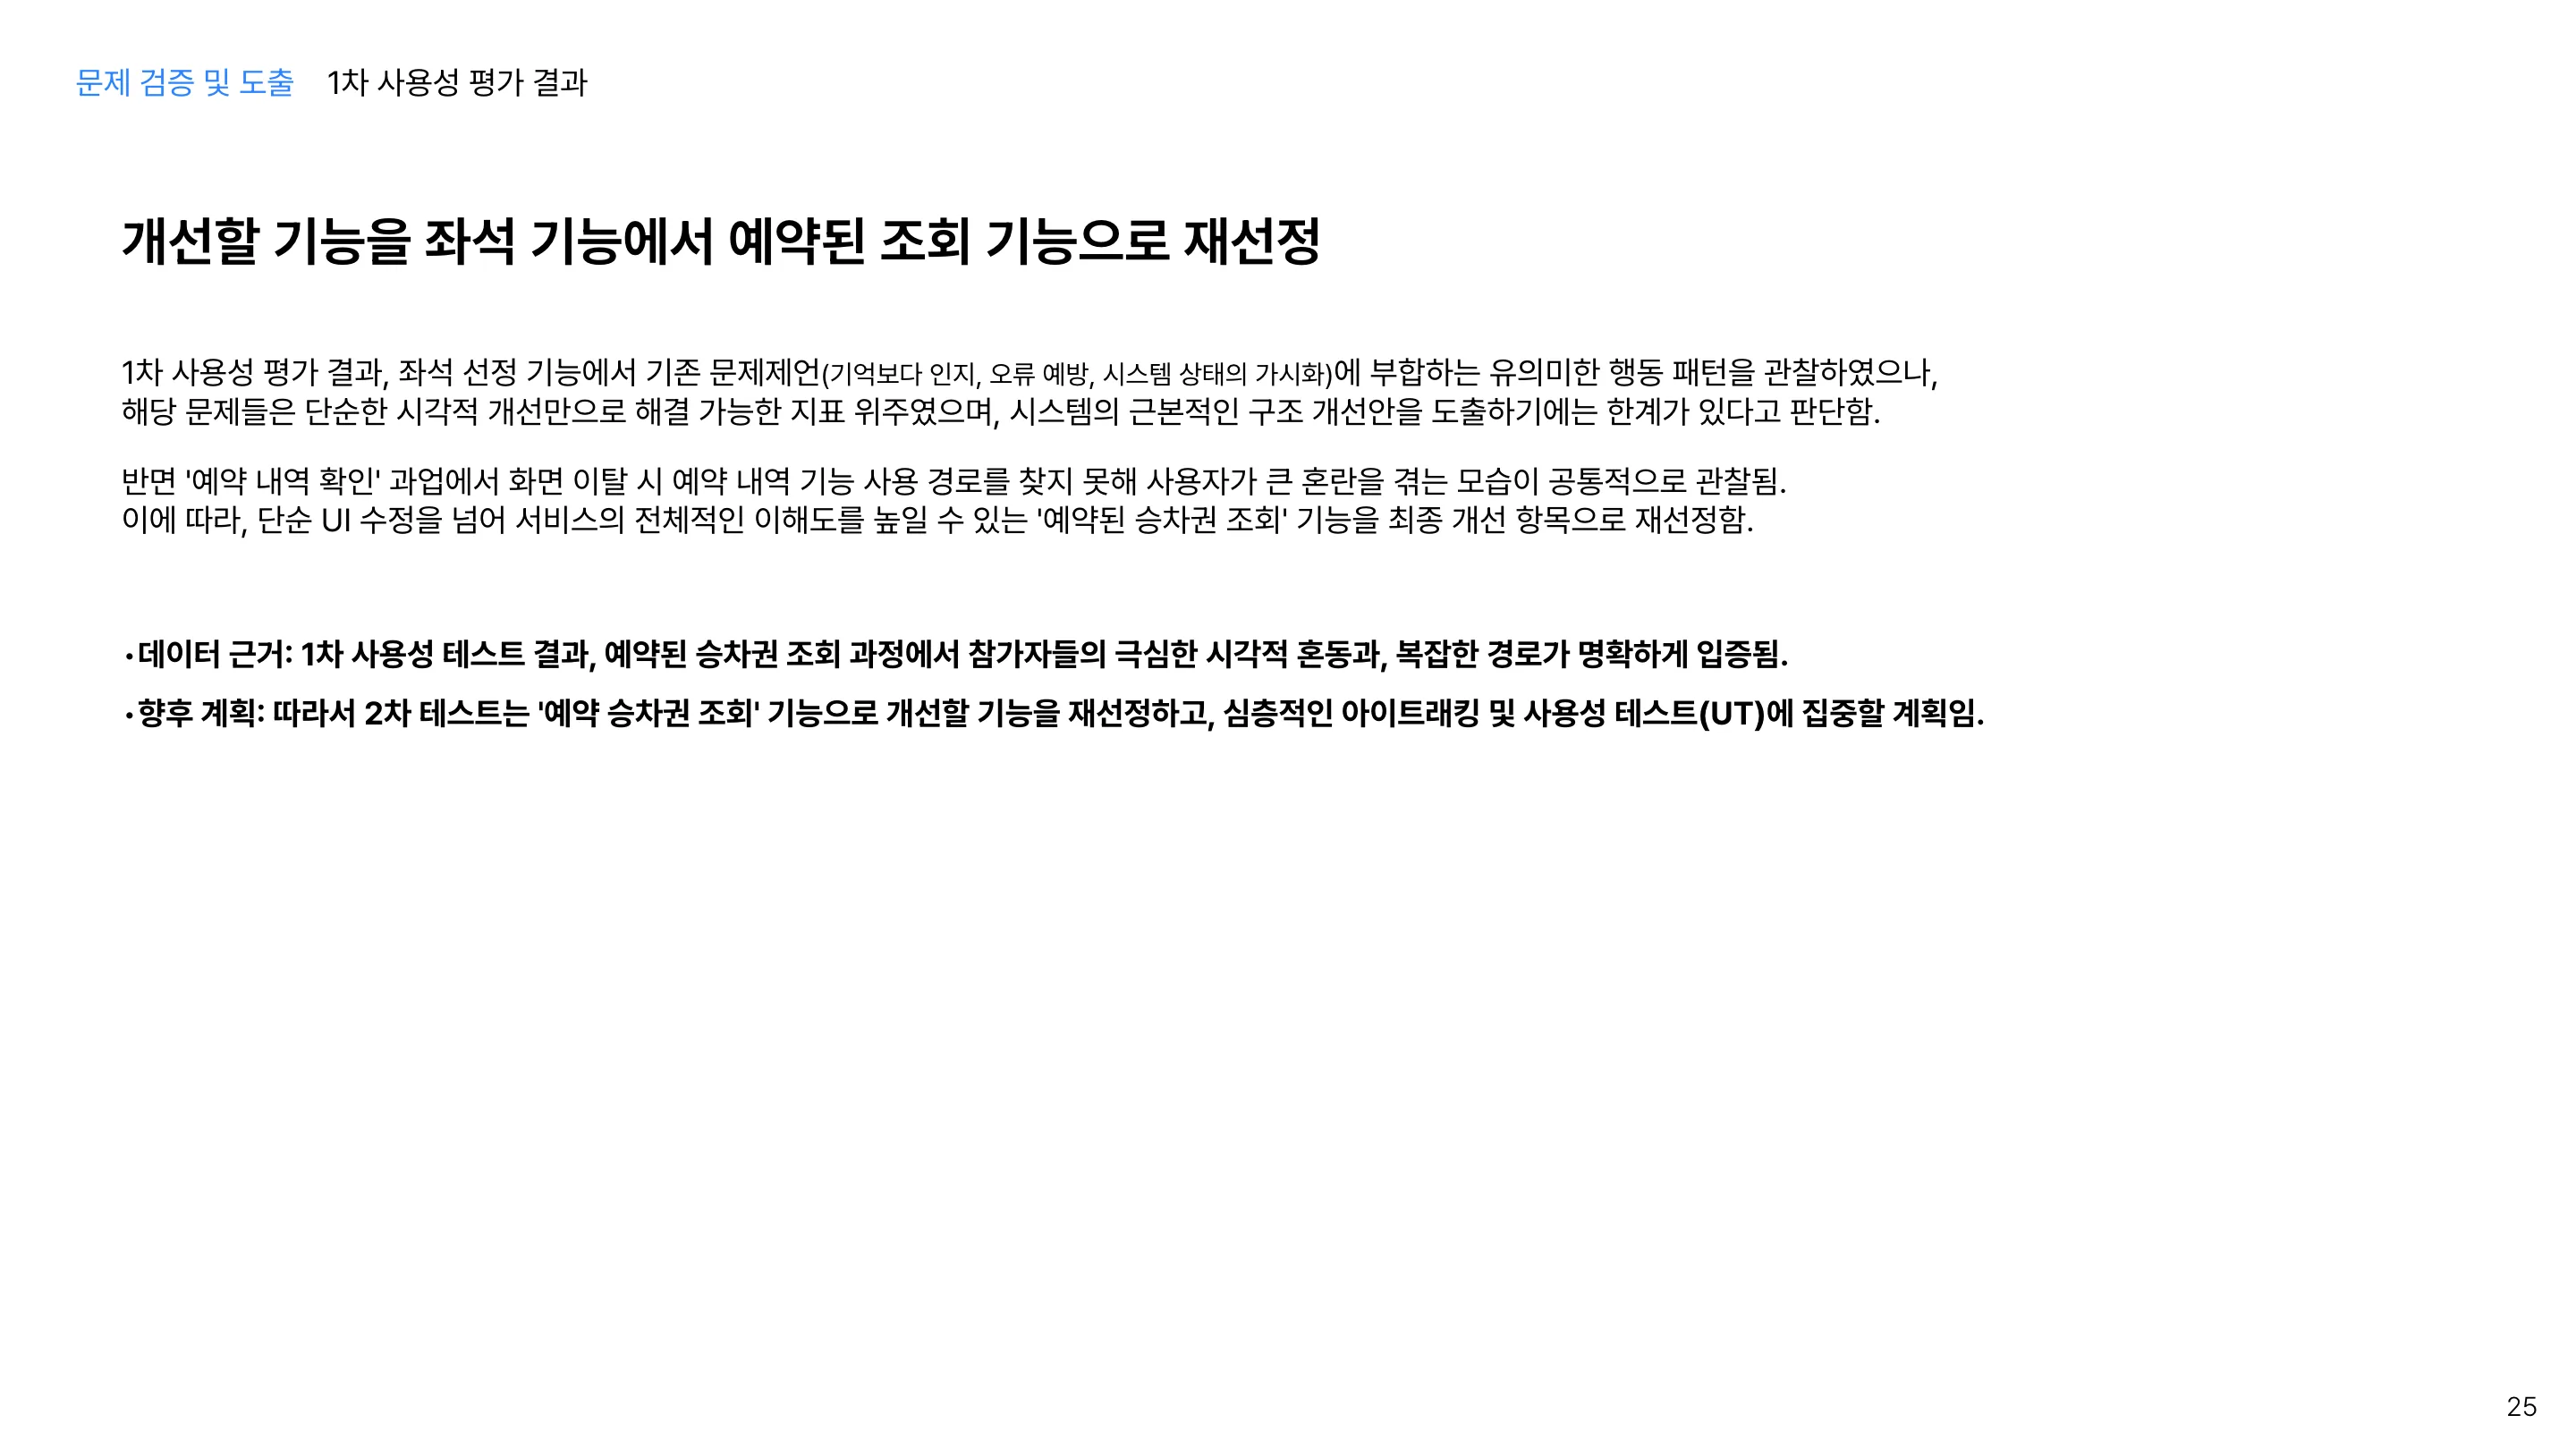 문제 검증 및 도출 1차 사용성 평가 결과
개선할 기능을 좌석 기능에서 예약된 조회 기능으로 재선정
1차 사용성 평가 결과, 좌석 선정 기능에서 기존 문제제언(기억보다 인지, 오류 예방, 시스템 상태의 가시화)에 부합하는 유의미한 행동 패턴을 관찰하였으나,
해당 문제들은 단순한 시각적 개선만으로 해결 가능한 지표 위주였으며, 시스템의 근본적인 구조 개선안을 도출하기에는 한계가 있다고 판단함.
반면 '예약 내역 확인' 과업에서 화면 이탈 시 예약 내역 기능 사용 경로를 찾지 못해 사용자가 큰 혼란을 겪는 모습이 공통적으로 관찰됨.
이에 따라, 단순 UI 수정을 넘어 서비스의 전체적인 이해도를 높일 수 있는 '예약된 승차권 조회' 기능을 최종 개선 항목으로 재선정함.
•데이터 근거: 1차 사용성 테스트 결과, 예약된 승차권 조회 과정에서 참가자들의 극심한 시각적 혼동과, 복잡한 경로가 명확하게 입증됨.
•향후 계획: 따라서 2차 테스트는 '예약 승차권 조회' 기능으로 개선할 기능을 재선정하고, 심층적인 아이트래킹 및 사용성 테스트(UT)에 집중할 계획임.
25